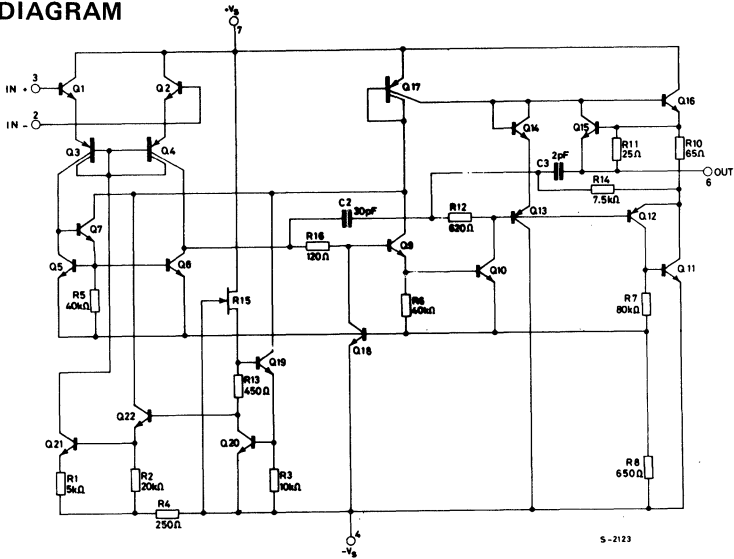 DIAGRAM
+Vs
7
3
IN +
Q1
Q2
2
IN -
Q3
Q4
Q17
Q16
Q14
Q15
R11
25Ω
R10
65Ω
C3
2pF
OUT
6
R14
7.5kΩ
C2
30pF
R12
620Ω
Q13
Q12
Q7
R16
120Ω
Q9
Q5
Q8
Q10
Q11
R5
40kΩ
R15
R6
40kΩ
R7
80kΩ
Q18
Q19
R13
450Ω
Q22
Q21
Q20
R1
5kΩ
R2
20kΩ
R3
10kΩ
R8
650Ω
R4
250Ω
4
-Vs
S-2123